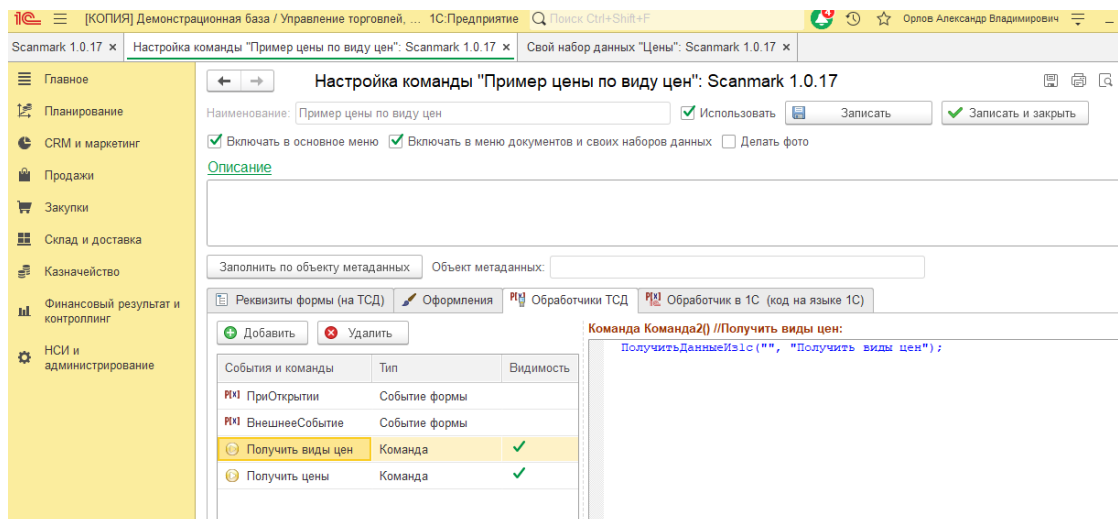 1С [КОПИЯ] Демонстрационная база / Управление торговлей, ... 1С:Предприятие Поиск Ctrl+Shift+F 4 Орлов Александр Владимирович
Scanmark 1.0.17 × Настройка команды "Пример цены по виду цен": Scanmark 1.0.17 × Свой набор данных "Цены": Scanmark 1.0.17 ×
Главное
Планирование
CRM и маркетинг
Продажи
Закупки
Склад и доставка
Казначейство
Финансовый результат и
контроллинг
НСИ и
администрирование
Настройка команды "Пример цены по виду цен": Scanmark 1.0.17
Наименование: Пример цены по виду цен Использовать Записать Записать и закрыть
Включать в основное меню Включать в меню документов и своих наборов данных Делать фото
Описание
Заполнить по объекту метаданных Объект метаданных:
Реквизиты формы (на ТСД) Оформления P[x] Обработчики ТСД P[x] Обработчик в 1С (код на языке 1С)
Добавить Удалить
События и команды Тип Видимость
P[x] ПриОткрытии Событие формы
P[x] ВнешнееСобытие Событие формы
Получить виды цен Команда
Получить цены Команда
Команда Команда2() //Получить виды цен:
ПолучитьДанныеИз1с("", "Получить виды цен");